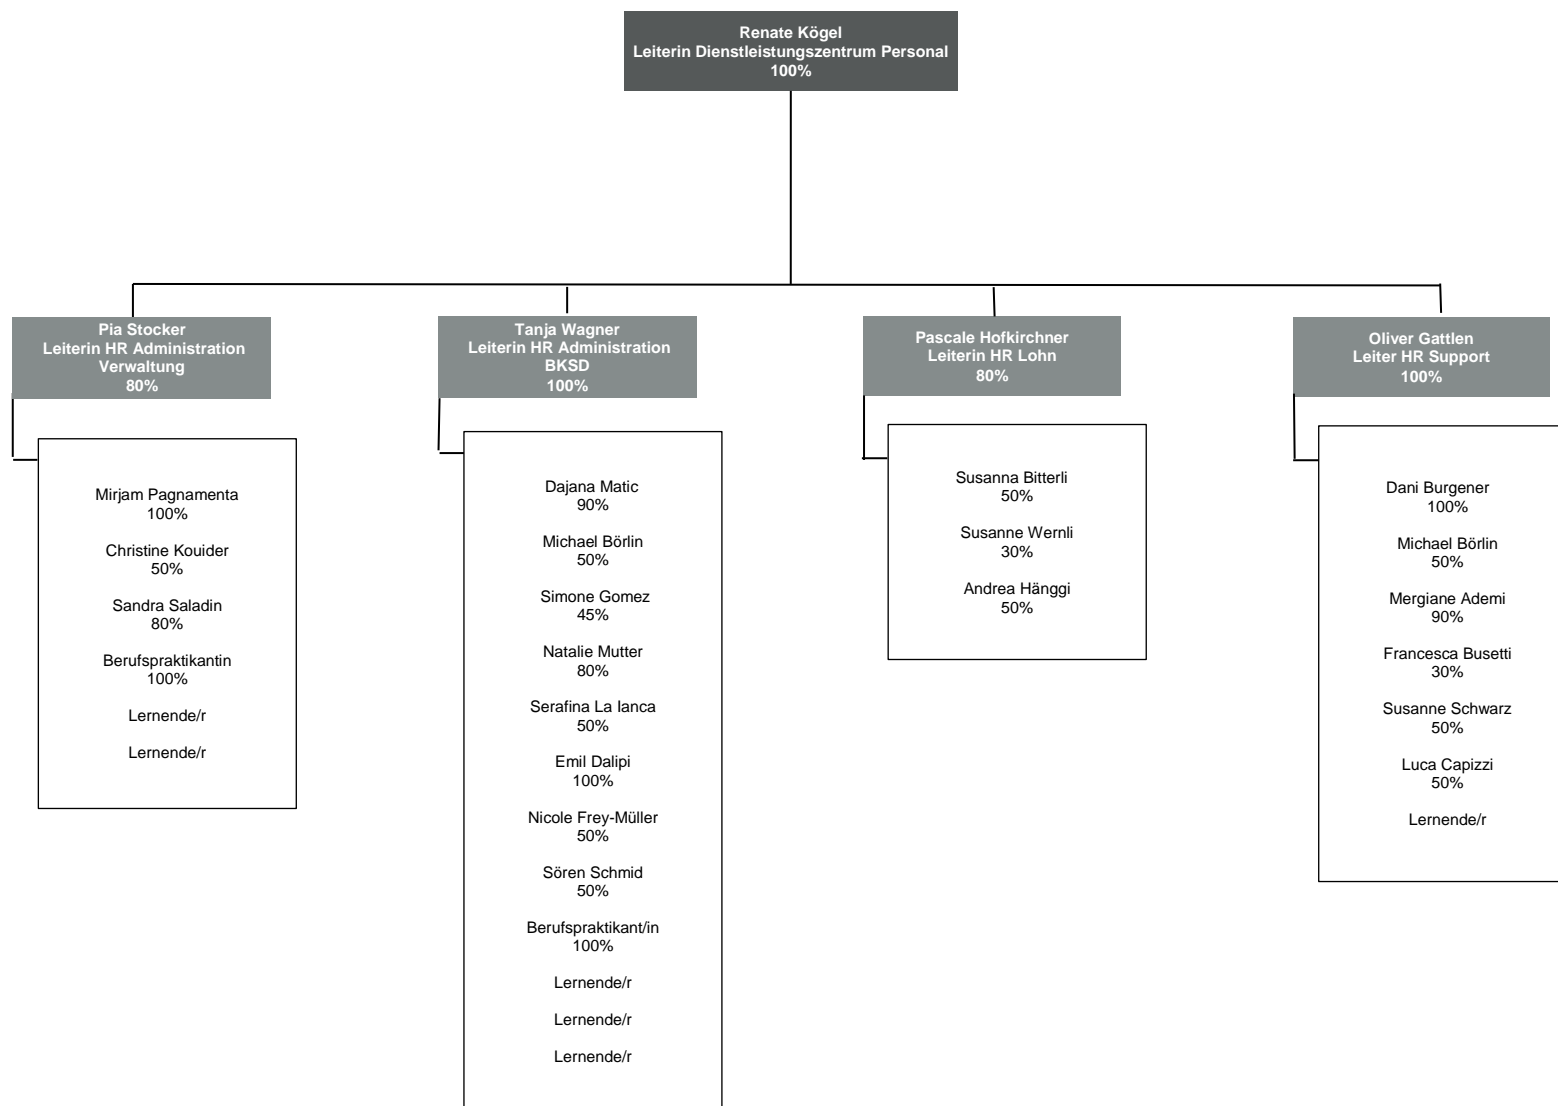 Renate Kögel
Leiterin Dienstleistungszentrum Personal
100%
Pia Stocker
Leiterin HR Administration
Verwaltung
80%
Mirjam Pagnamenta
100%
Christine Kouider
50%
Sandra Saladin
80%
Berufspraktikantin
100%
Lernende/r
Lernende/r
Tanja Wagner
Leiterin HR Administration
BKSD
100%
Dajana Matic
90%
Michael Börlin
50%
Simone Gomez
45%
Natalie Mutter
80%
Serafina La Ianca
50%
Emil Dalipi
100%
Nicole Frey-Müller
50%
Sören Schmid
50%
Berufspraktikant/in
100%
Lernende/r
Lernende/r
Lernende/r
Pascale Hofkirchner
Leiterin HR Lohn
80%
Susanna Bitterli
50%
Susanne Wernli
30%
Andrea Hänggi
50%
Oliver Gattlen
Leiter HR Support
100%
Dani Burgener
100%
Michael Börlin
50%
Mergiane Ademi
90%
Francesca Busetti
30%
Susanne Schwarz
50%
Luca Capizzi
50%
Lernende/r